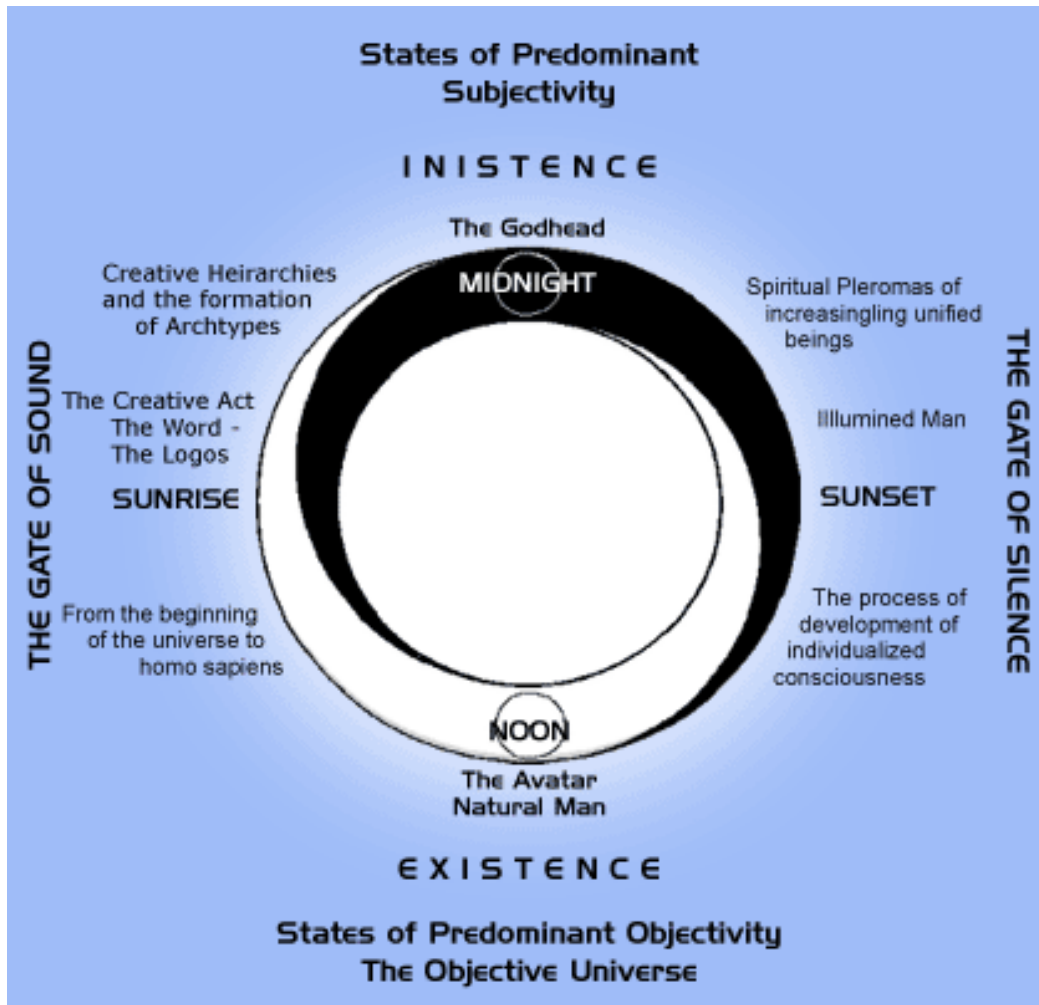 States of Predominant
Subjectivity
INISTENCE
The Godhead
MIDNIGHT
Creative Heirarchies
and the formation
of Archtypes
Spiritual Pleromas of
increasingling unified
beings
THE GATE OF SOUND
The Creative Act
The Word -
The Logos
SUNRISE
Illlumined Man
SUNSET
THE GATE OF SILENCE
From the beginning
of the universe to
homo sapiens
The process of
development of
individualized
consciousness
NOON
The Avatar
Natural Man
EXISTENCE
States of Predominant Objectivity
The Objective Universe